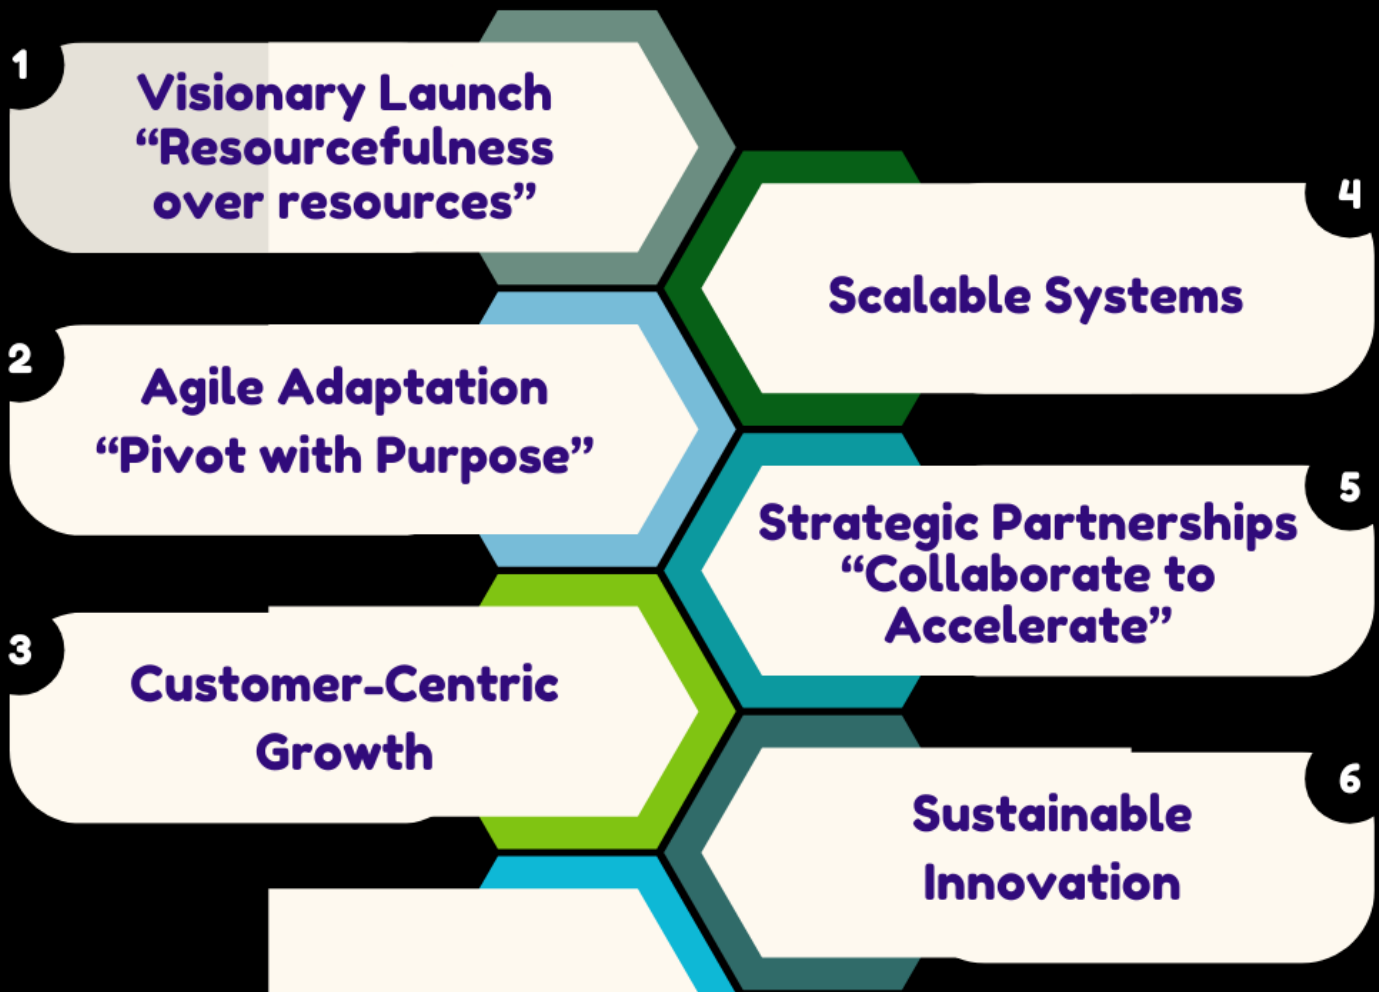 1
Visionary Launch
“Resourcefulness
over resources”
2
Agile Adaptation
“Pivot with Purpose”
3
Customer-Centric
Growth
4
Scalable Systems
5
Strategic Partnerships
“Collaborate to
Accelerate”
6
Sustainable
Innovation